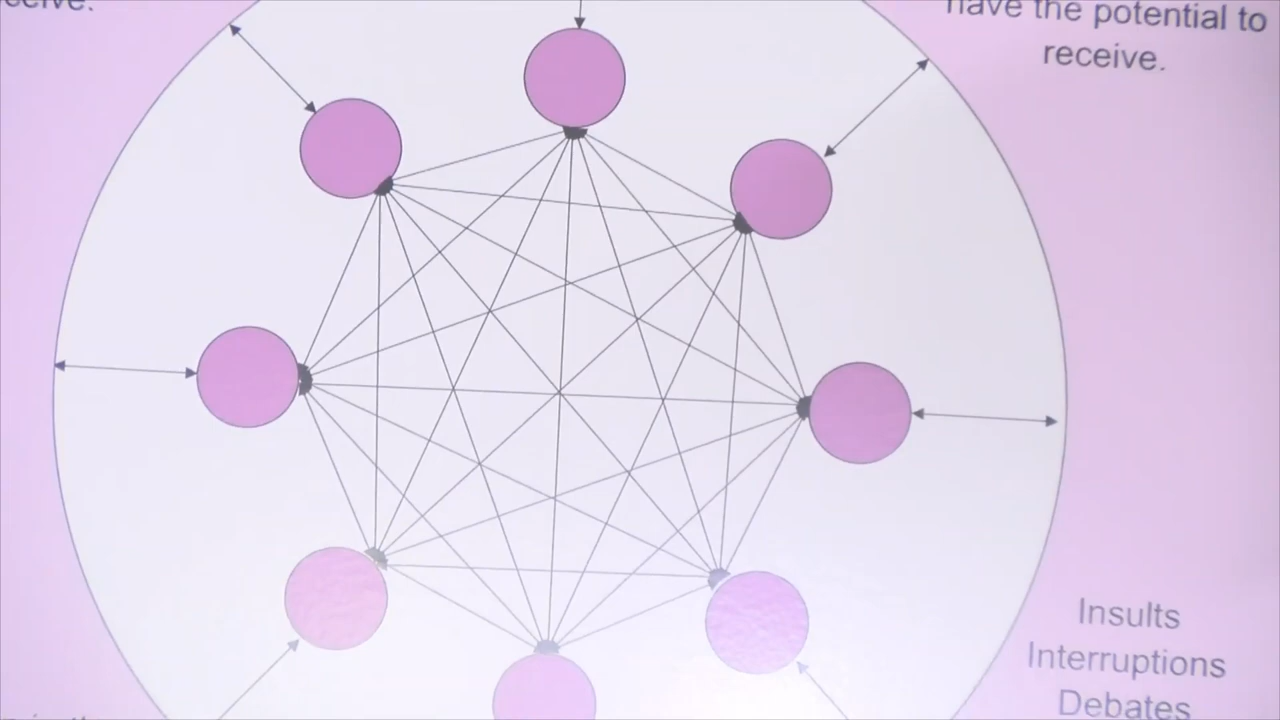 have the potential to
receive.
Insults
Interruptions
Debates